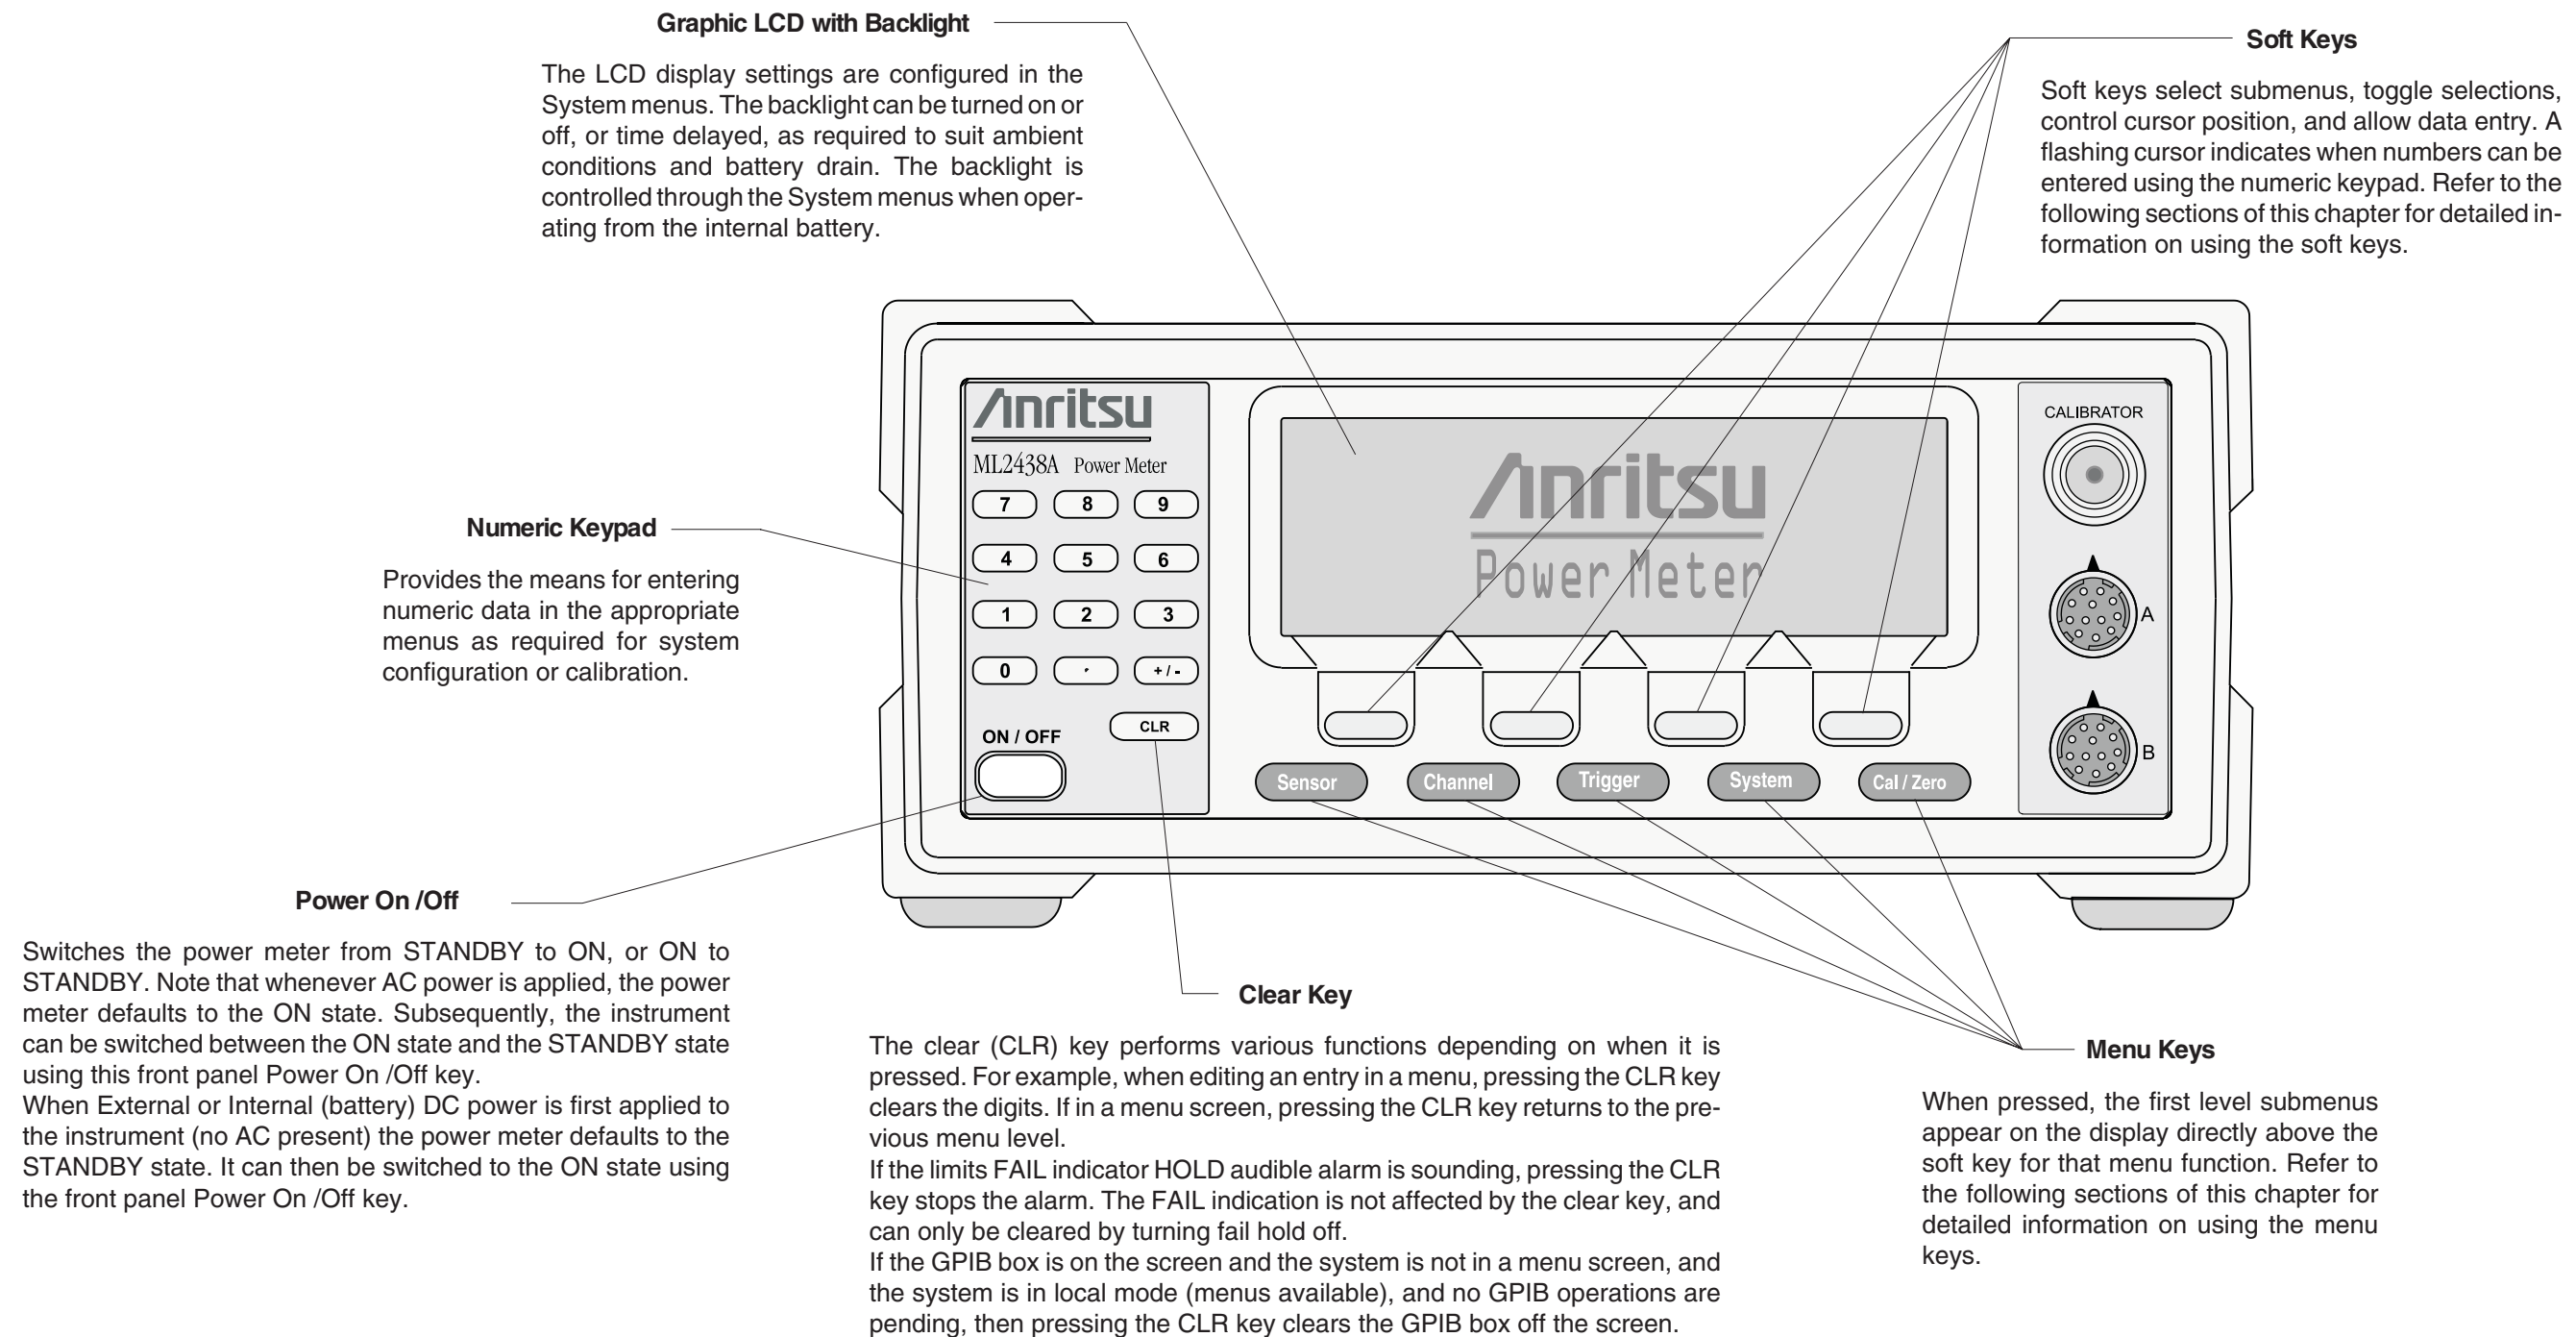 Graphic LCD with Backlight
The LCD display settings are configured in the
System menus. The backlight can be turned on or
off, or time delayed, as required to suit ambient
conditions and battery drain. The backlight is
controlled through the System menus when oper-
ating from the internal battery.
Soft Keys
Soft keys select submenus, toggle selections,
control cursor position, and allow data entry. A
flashing cursor indicates when numbers can be
entered using the numeric keypad. Refer to the
following sections of this chapter for detailed in-
formation on using the soft keys.
Numeric Keypad
Provides the means for entering
numeric data in the appropriate
menus as required for system
configuration or calibration.
Anritsu
ML2438A Power Meter
7 8 9
4 5 6
1 2 3
0 . +/-
CLR
ON / OFF
Anritsu
Power Meter
Sensor Channel Trigger System Cal / Zero
CALIBRATOR
A
B
Power On /Off
Switches the power meter from STANDBY to ON, or ON to
STANDBY. Note that whenever AC power is applied, the power
meter defaults to the ON state. Subsequently, the instrument
can be switched between the ON state and the STANDBY state
using this front panel Power On /Off key.
When External or Internal (battery) DC power is first applied to
the instrument (no AC present) the power meter defaults to the
STANDBY state. It can then be switched to the ON state using
the front panel Power On /Off key.
Clear Key
The clear (CLR) key performs various functions depending on when it is
pressed. For example, when editing an entry in a menu, pressing the CLR key
clears the digits. If in a menu screen, pressing the CLR key returns to the pre-
vious menu level.
If the limits FAIL indicator HOLD audible alarm is sounding, pressing the CLR
key stops the alarm. The FAIL indication is not affected by the clear key, and
can only be cleared by turning fail hold off.
If the GPIB box is on the screen and the system is not in a menu screen, and
the system is in local mode (menus available), and no GPIB operations are
pending, then pressing the CLR key clears the GPIB box off the screen.
Menu Keys
When pressed, the first level submenus
appear on the display directly above the
soft key for that menu function. Refer to
the following sections of this chapter for
detailed information on using the menu
keys.